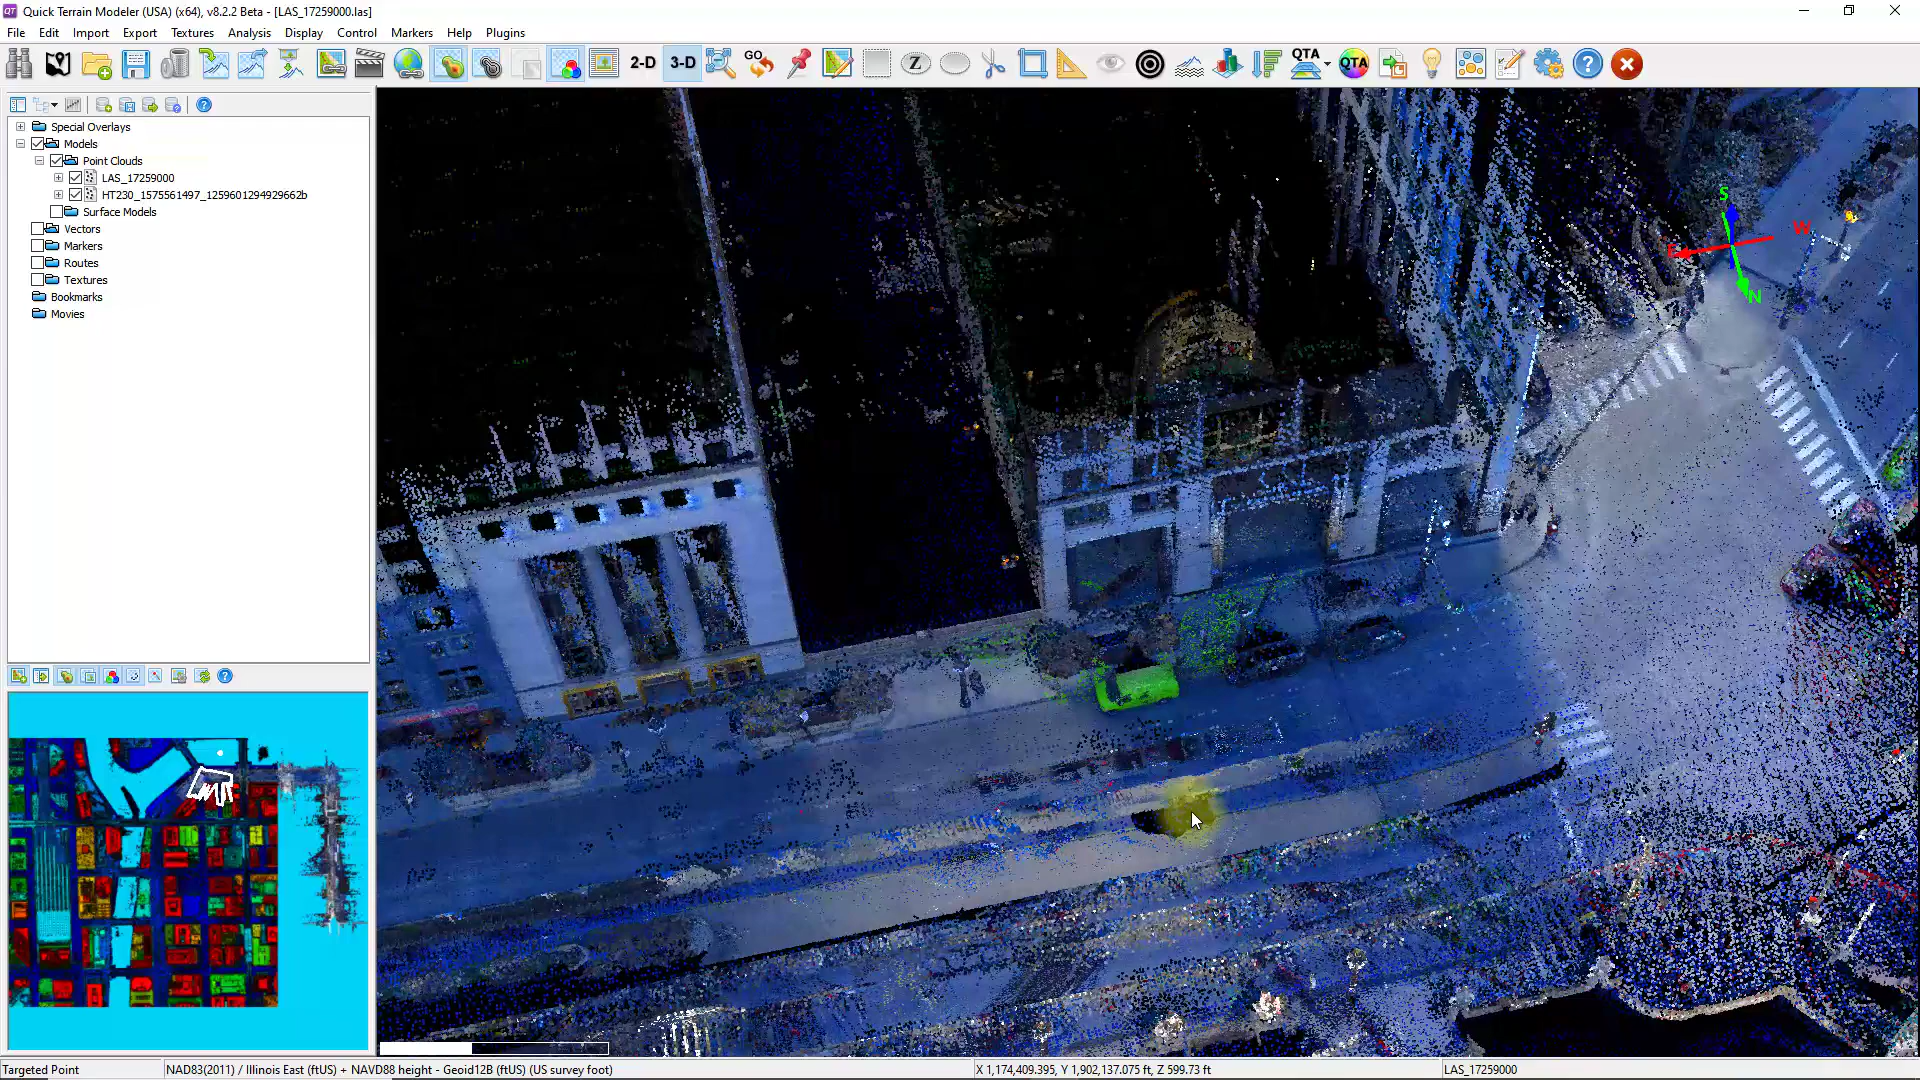 Quick Terrain Modeler (USA) (x64), v8.2.2 Beta - [LAS_17259000.las]
File Edit Import Export Textures Analysis Display Control Markers Help Plugins
2-D 3-D GO Z QTA QTA
Special Overlays
Models
Point Clouds
LAS_17259000
HT230_1575561497_1259601294929662b
Surface Models
Vectors
Markers
Routes
Textures
Bookmarks
Movies
S
W
E
N
Targeted Point NAD83(2011) / Illinois East (ftUS) + NAVD88 height - Geoid12B (ftUS) (US survey foot) X 1,174,409.395, Y 1,902,137.075 ft, Z 599.73 ft LAS_17259000